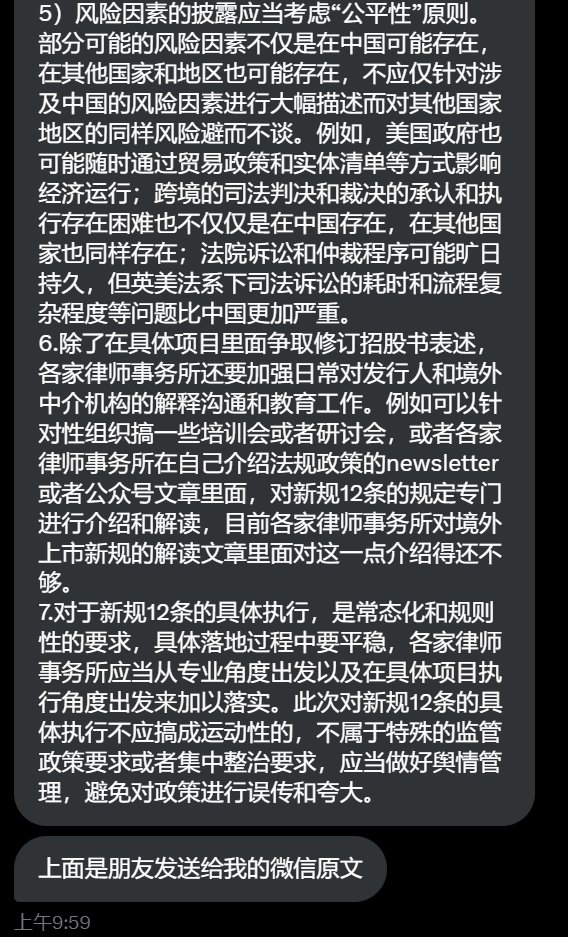 5）风险因素的披露应当考虑“公平性”原则。
部分可能的风险因素不仅是在中国可能存在，
在其他国家和地区也可能存在，不应仅针对涉
及中国的风险因素进行大幅描述而对其他国家
地区的同样风险避而不谈。例如，美国政府也
可能随时通过贸易政策和实体清单等方式影响
经济运行；跨境的司法判决和裁决的承认和执
行存在困难也不仅仅是在中国存在，在其他国
家也同样存在；法院诉讼和仲裁程序可能旷日
持久，但英美法系下司法诉讼的耗时和流程复
杂程度等问题比中国更加严重。
6.除了在具体项目里面争取修订招股书表述，
各家律师事务所还要加强日常对发行人和境外
中介机构的解释沟通和教育工作。例如可以针
对性组织搞一些培训会或者研讨会，或者各家
律师事务所在自己介绍法规政策的newsletter
或者公众号文章里面，对新规12条的规定专门
进行介绍和解读，目前各家律师事务所对境外
上市新规的解读文章里面对这一点介绍得还不
够。
7.对于新规12条的具体执行，是常态化和规则
性的要求，具体落地过程中要平稳，各家律师
事务所应当从专业角度出发以及在具体项目执
行角度出发来加以落实。此次对新规12条的具
体执行不应搞成运动性的，不属于特殊的监管
政策要求或者集中整治要求，应当做好舆情管
理，避免对政策进行误传和夸大。
上面是朋友发送给我的微信原文
上午9:59